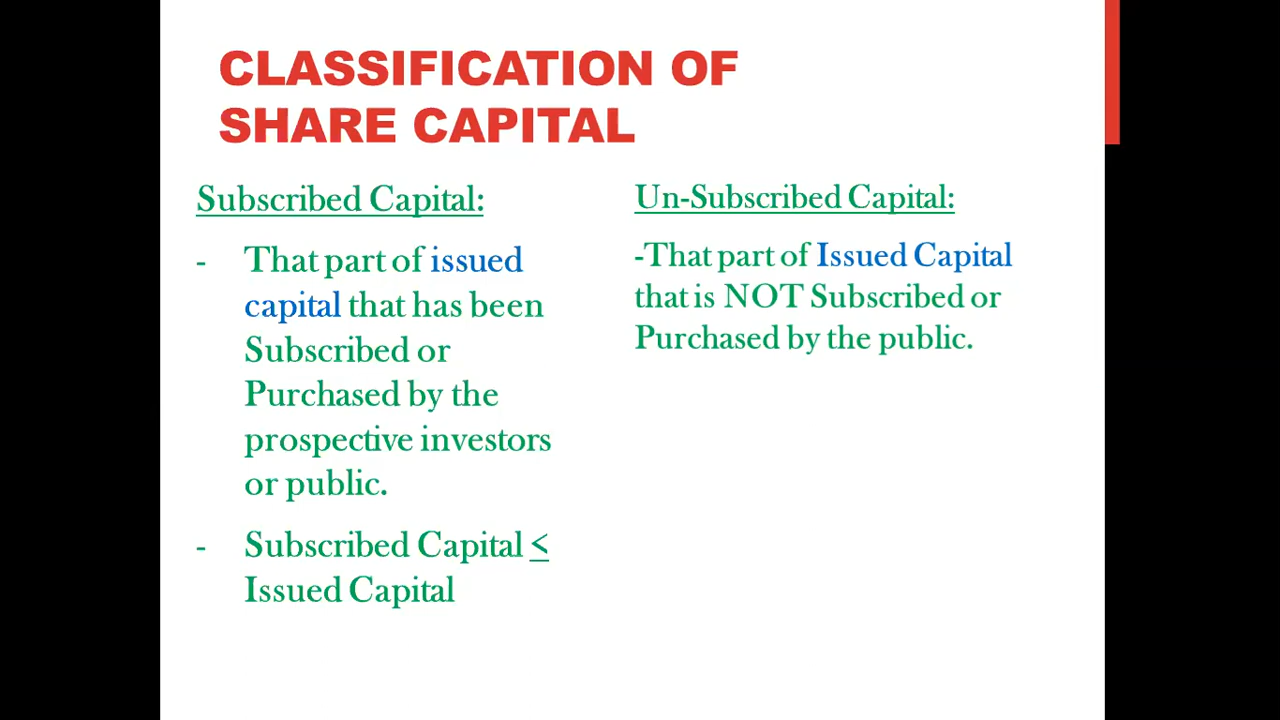 CLASSIFICATION OF
SHARE CAPITAL
Subscribed Capital:
- That part of issued
capital that has been
Subscribed or
Purchased by the
prospective investors
or public.
- Subscribed Capital ≤
Issued Capital
Un-Subscribed Capital:
-That part of Issued Capital
that is NOT Subscribed or
Purchased by the public.